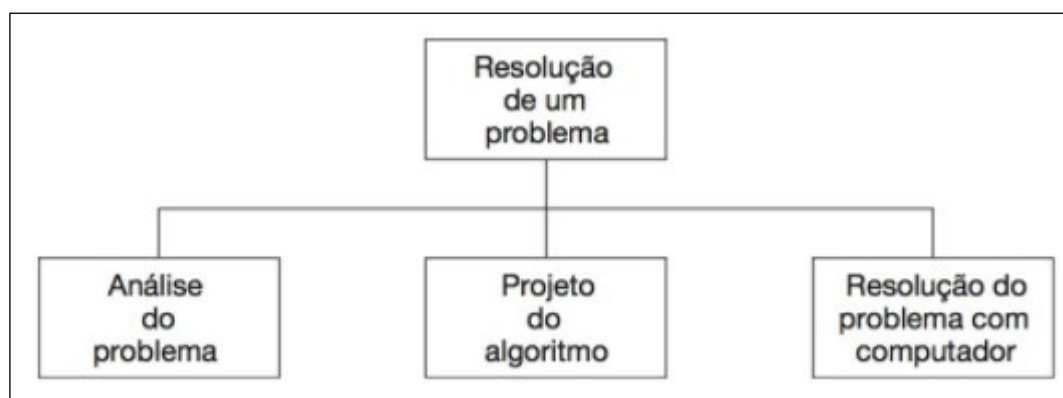 Resolução
de um
problema
Análise
do
problema
Projeto
do
algoritmo
Resolução do
problema com
computador